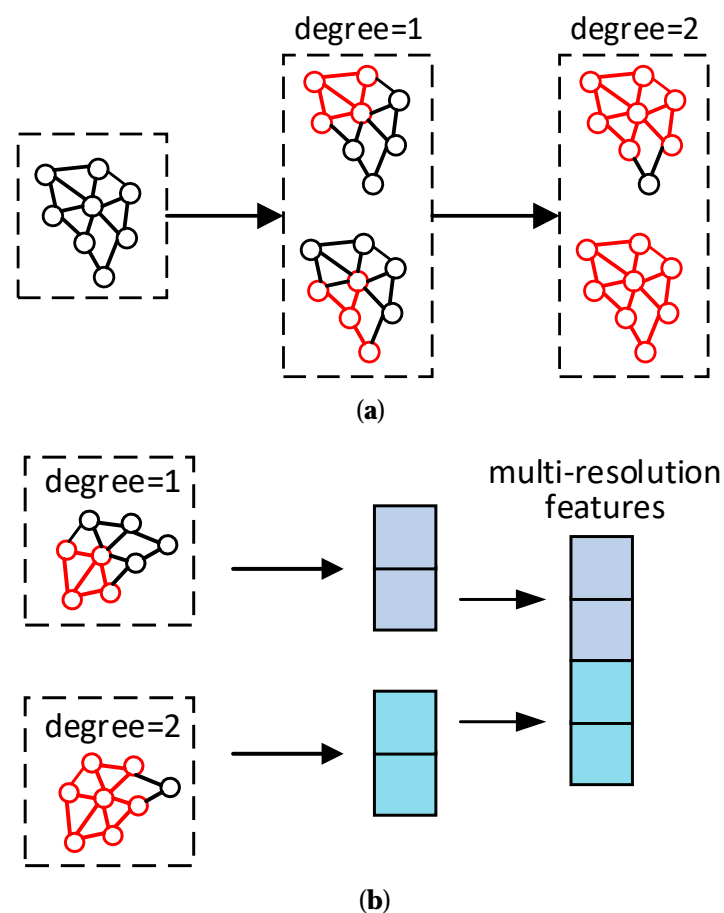 degree=1
degree=2
(a)
degree=1
multi-resolution
features
degree=2
(b)